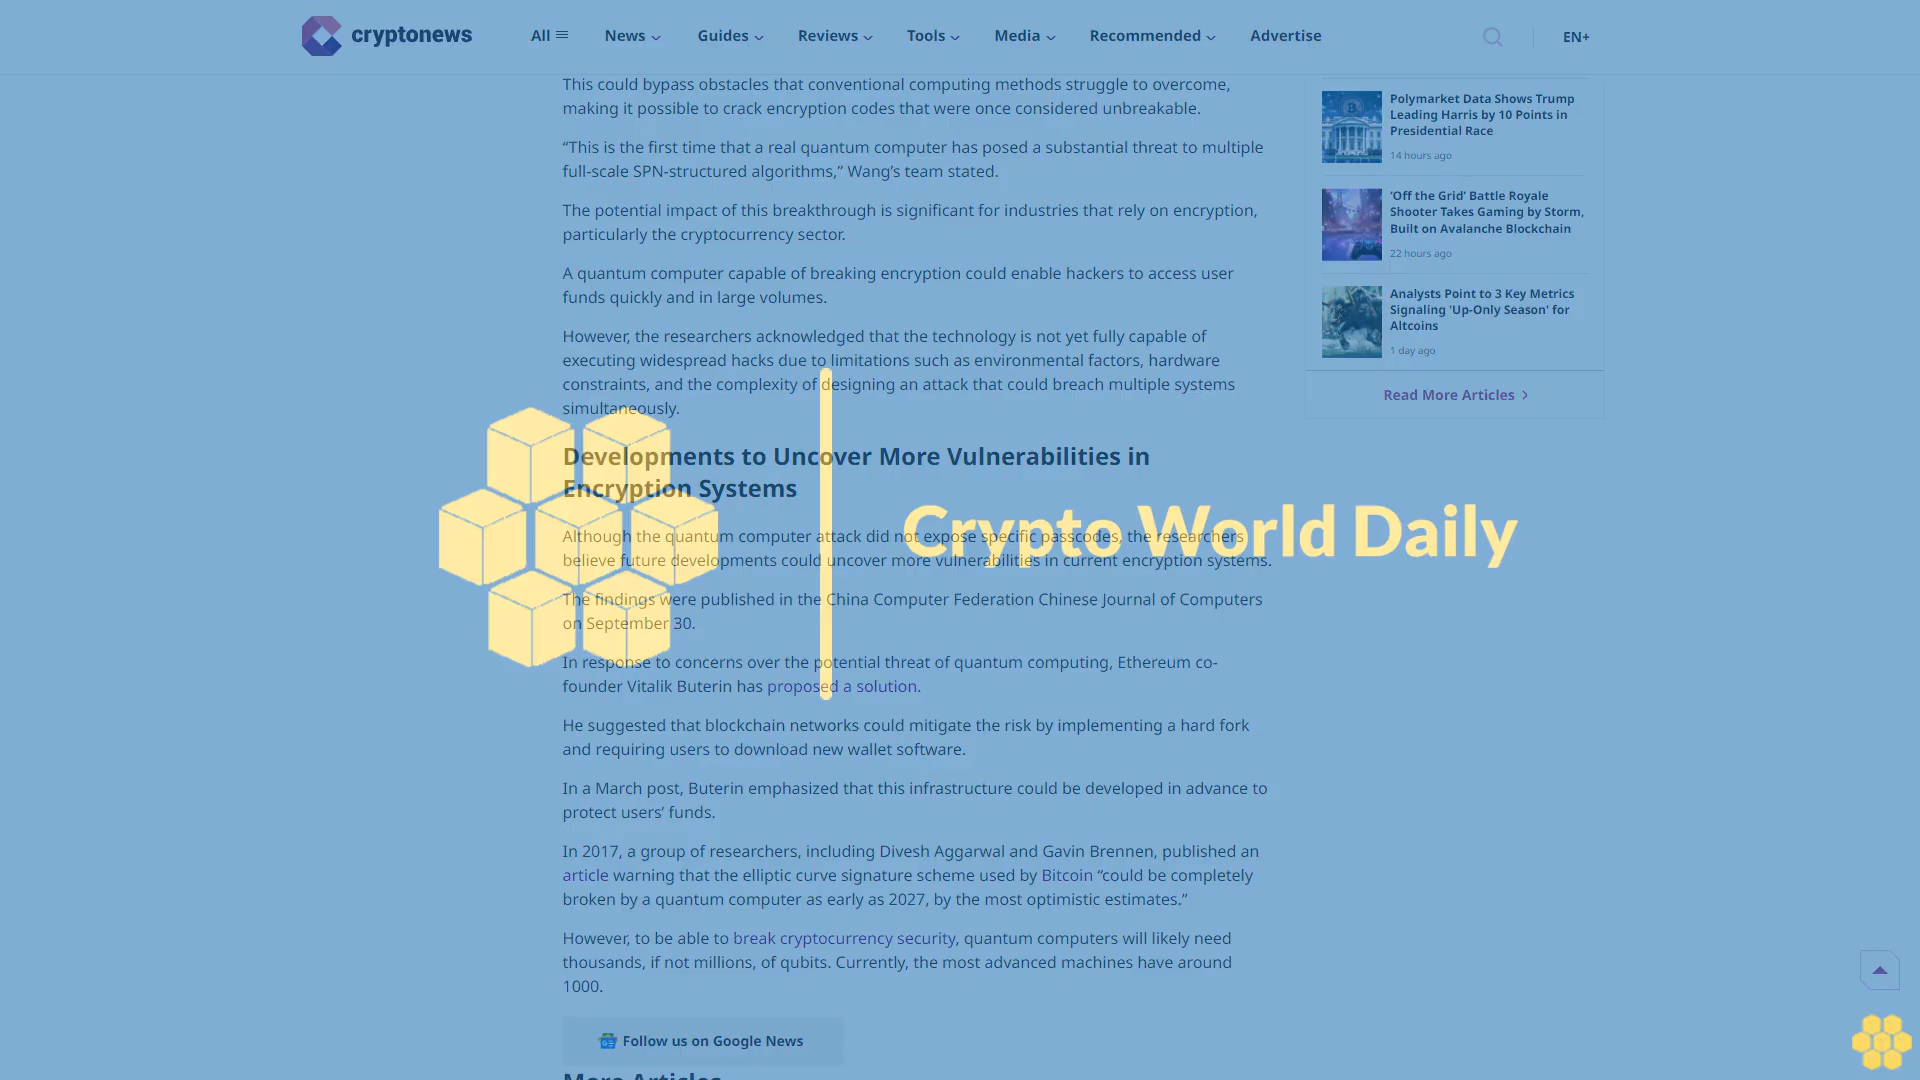 cryptonews
All
News
Guides
Reviews
Tools
Media
Recommended
Advertise
EN+
This could bypass obstacles that conventional computing methods struggle to overcome,
making it possible to crack encryption codes that were once considered unbreakable.
“This is the first time that a real quantum computer has posed a substantial threat to multiple
full-scale SPN-structured algorithms,” Wang’s team stated.
The potential impact of this breakthrough is significant for industries that rely on encryption,
particularly the cryptocurrency sector.
A quantum computer capable of breaking encryption could enable hackers to access user
funds quickly and in large volumes.
However, the researchers acknowledged that the technology is not yet fully capable of
executing widespread hacks due to limitations such as environmental factors, hardware
constraints, and the complexity of designing an attack that could breach multiple systems
simultaneously.
Developments to Uncover More Vulnerabilities in
Encryption Systems
Although the quantum computer attack did not expose specific passcodes, the researchers
believe future developments could uncover more vulnerabilities in current encryption systems.
The findings were published in the China Computer Federation Chinese Journal of Computers
on September 30.
In response to concerns over the potential threat of quantum computing, Ethereum co-
founder Vitalik Buterin has proposed a solution.
He suggested that blockchain networks could mitigate the risk by implementing a hard fork
and requiring users to download new wallet software.
In a March post, Buterin emphasized that this infrastructure could be developed in advance to
protect users’ funds.
In 2017, a group of researchers, including Divesh Aggarwal and Gavin Brennen, published an
article warning that the elliptic curve signature scheme used by Bitcoin “could be completely
broken by a quantum computer as early as 2027, by the most optimistic estimates.”
However, to be able to break cryptocurrency security, quantum computers will likely need
thousands, if not millions, of qubits. Currently, the most advanced machines have around
1000.
Follow us on Google News
More Articles
Polymarket Data Shows Trump
Leading Harris by 10 Points in
Presidential Race
14 hours ago
‘Off the Grid’ Battle Royale
Shooter Takes Gaming by Storm,
Built on Avalanche Blockchain
22 hours ago
Analysts Point to 3 Key Metrics
Signaling 'Up-Only Season' for
Altcoins
1 day ago
Read More Articles
Crypto World Daily